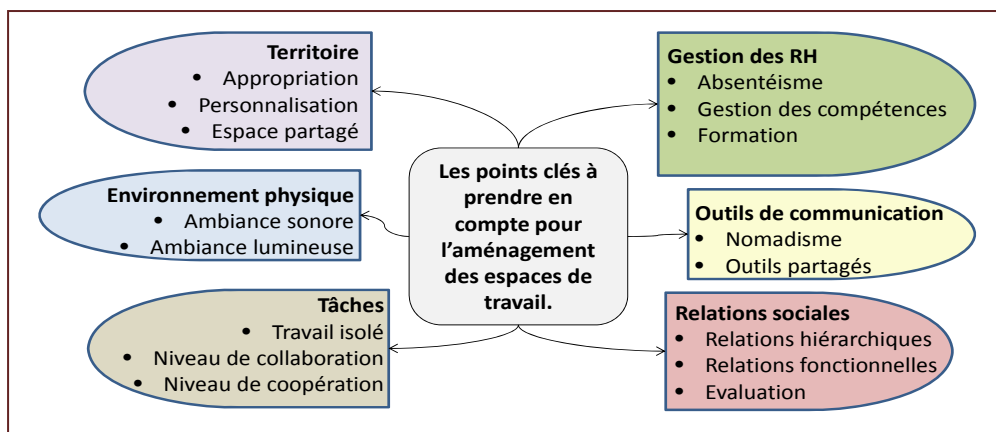 Territoire
• Appropriation
• Personnalisation
• Espace partagé
Gestion des RH
• Absentéisme
• Gestion des compétences
• Formation
Les points clés à
prendre en
compte pour
l’aménagement
des espaces de
travail.
Environnement physique
• Ambiance sonore
• Ambiance lumineuse
Outils de communication
• Nomadisme
• Outils partagés
Tâches
• Travail isolé
• Niveau de collaboration
• Niveau de coopération
Relations sociales
• Relations hiérarchiques
• Relations fonctionnelles
• Evaluation